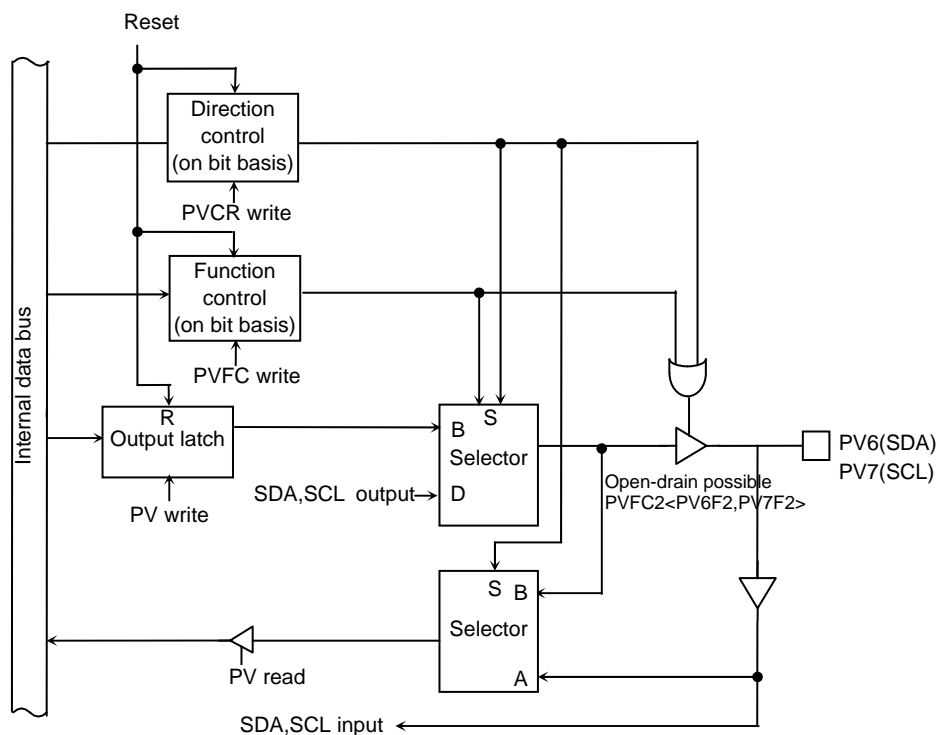 Reset
Internal data bus
Direction
control
(on bit basis)
PVCR write
Function
control
(on bit basis)
PVFC write
R
Output latch
PV write
S
B
Selector
D
SDA,SCL output
PV6(SDA)
PV7(SCL)
Open-drain possible
PVFC2<PV6F2,PV7F2>
S
B
Selector
A
PV read
SDA,SCL input